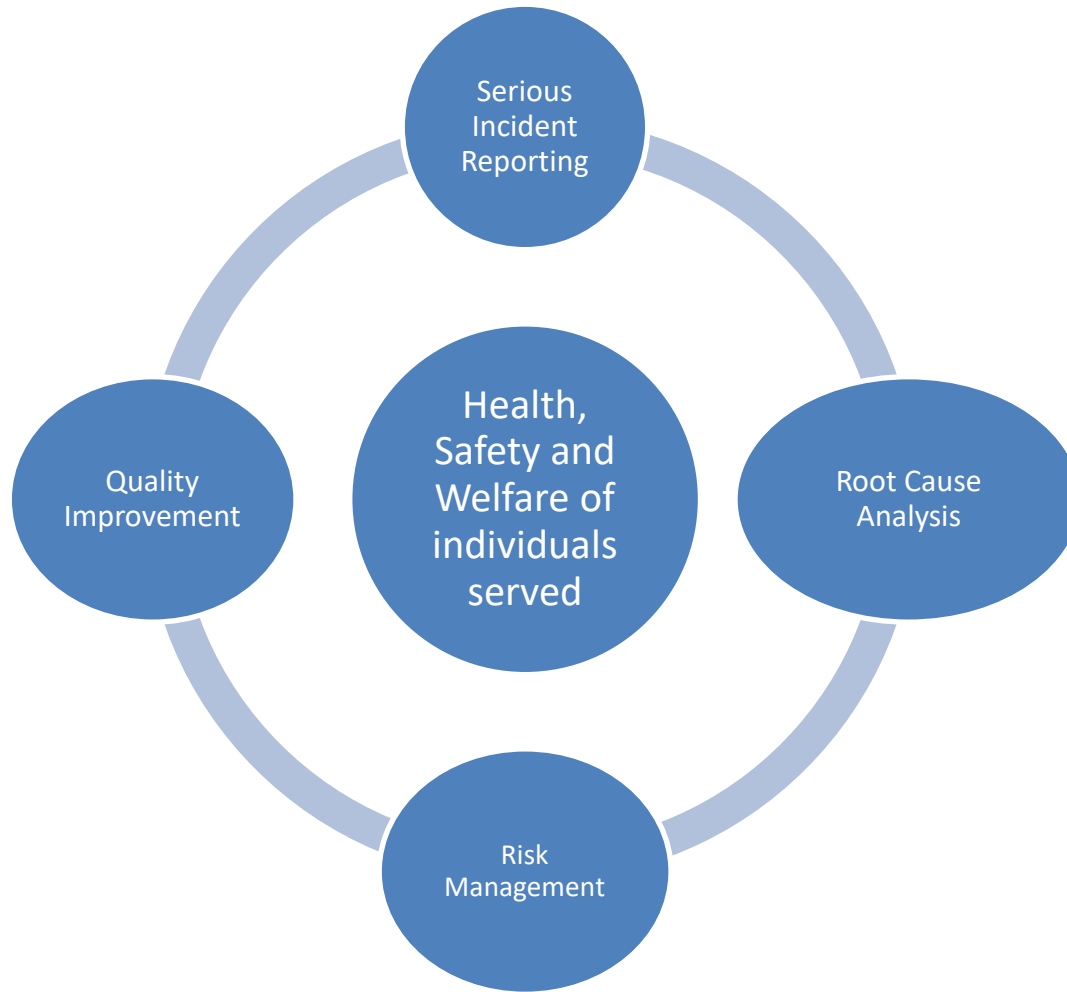 Serious
Incident
Reporting
Health,
Safety and
Welfare of
individuals
served
Quality
Improvement
Root Cause
Analysis
Risk
Management